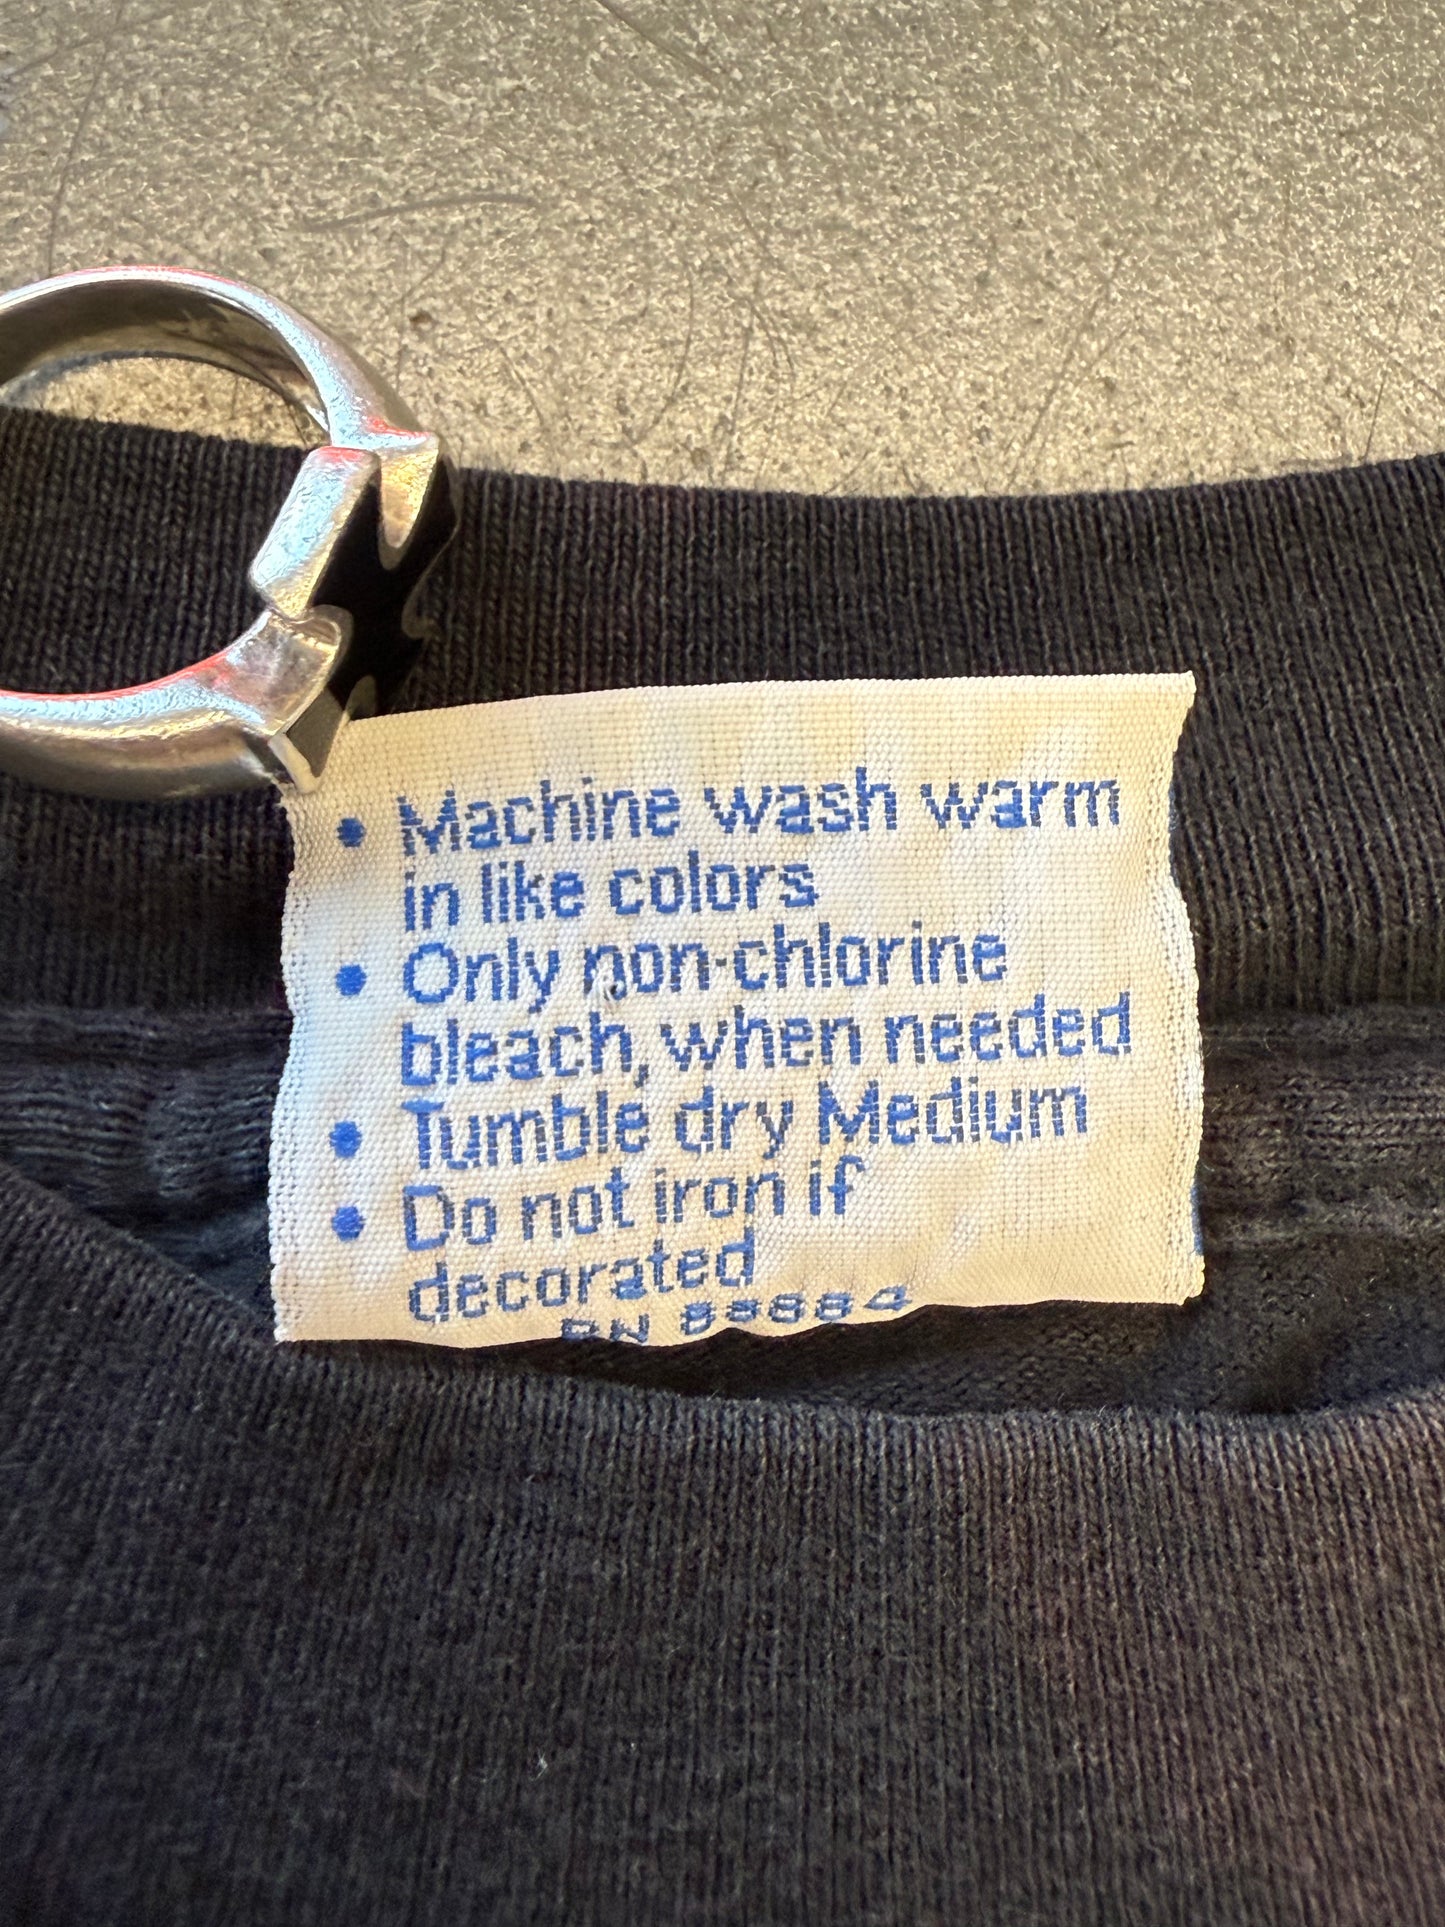 • Machine wash warm
in like colors
• Only non-chlorine
bleach, when needed
• Tumble dry Medium
• Do not iron if
decorated
RN